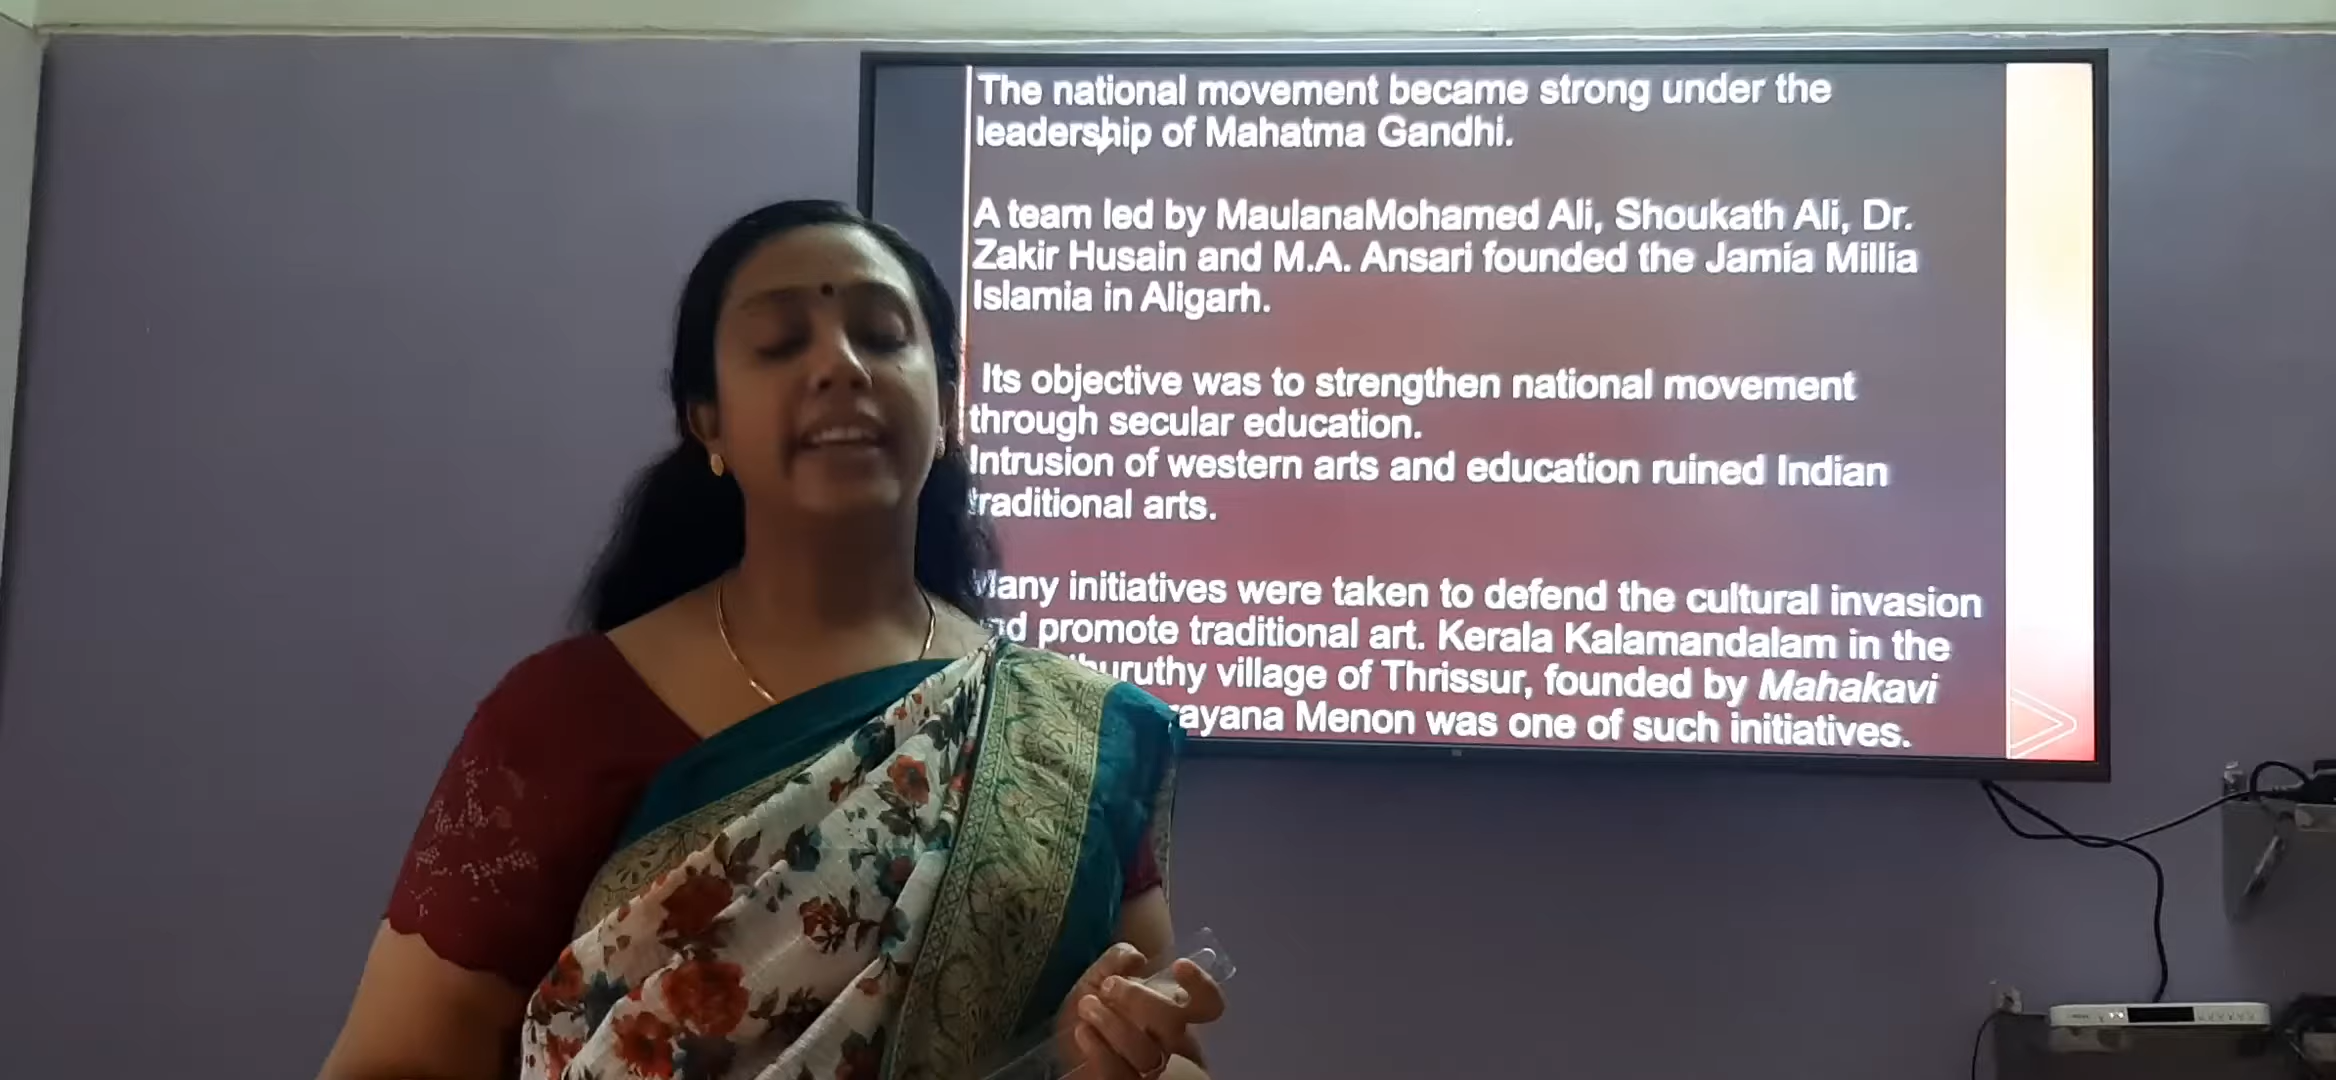 The national movement became strong under the
leadership of Mahatma Gandhi.
A team led by MaulanaMohamed Ali, Shoukath Ali, Dr.
Zakir Husain and M.A. Ansari founded the Jamia Millia
Islamia in Aligarh.
Its objective was to strengthen national movement
through secular education.
Intrusion of western arts and education ruined Indian
traditional arts.
Many initiatives were taken to defend the cultural invasion
promote traditional art. Kerala Kalamandalam in the
village of Thrissur, founded by Mahakavi
Menon was one of such initiatives.